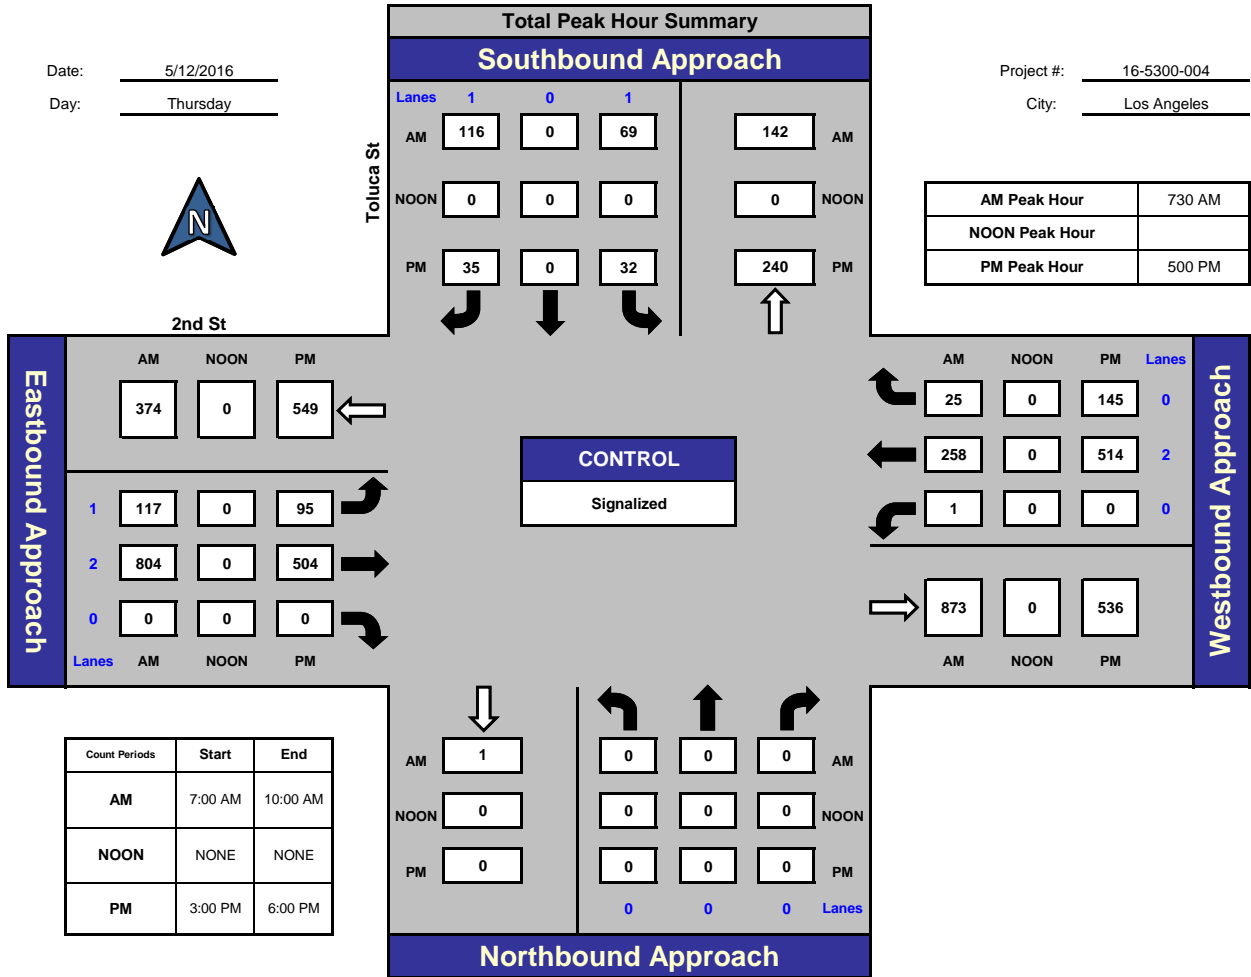 Total Peak Hour Summary
Southbound Approach
Date: 5/12/2016
Day: Thursday
Project #: 16-5300-004
City: Los Angeles
N
Toluca St
Lanes 1 0 1
AM 116 0 69 142 AM
NOON 0 0 0 0 NOON
PM 35 0 32 240 PM
AM Peak Hour 730 AM
NOON Peak Hour
PM Peak Hour 500 PM
2nd St
Eastbound Approach
AM NOON PM
374 0 549
1 117 0 95
2 804 0 504
0 0 0 0
Lanes AM NOON PM
CONTROL
Signalized
AM NOON PM Lanes
25 0 145 0
258 0 514 2
1 0 0 0
873 0 536
AM NOON PM
Westbound Approach
Count Periods Start End
AM 7:00 AM 10:00 AM
NOON NONE NONE
PM 3:00 PM 6:00 PM
AM 1 0 0 0 AM
NOON 0 0 0 0 NOON
PM 0 0 0 0 PM
0 0 0 Lanes
Northbound Approach